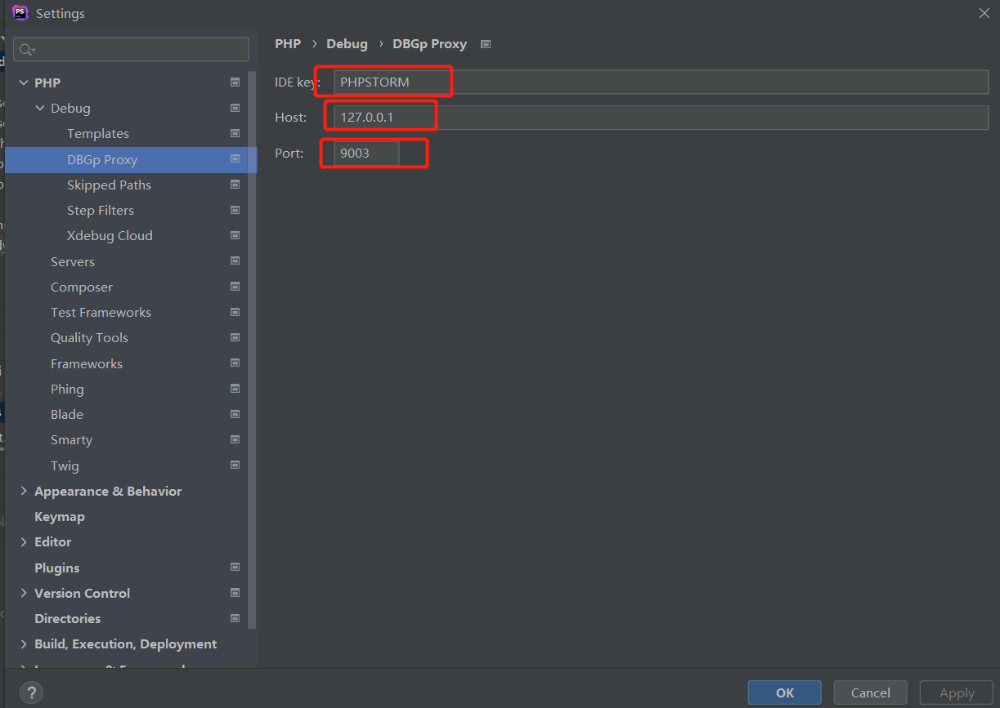 PS Settings
PHP › Debug › DBGp Proxy
IDE key: PHPSTORM
Host: 127.0.0.1
Port: 9003
PHP
Debug
Templates
DBGp Proxy
Skipped Paths
Step Filters
Xdebug Cloud
Servers
Composer
Test Frameworks
Quality Tools
Frameworks
Phing
Blade
Smarty
Twig
Appearance & Behavior
Keymap
Editor
Plugins
Version Control
Directories
Build, Execution, Deployment
? OK Cancel Apply